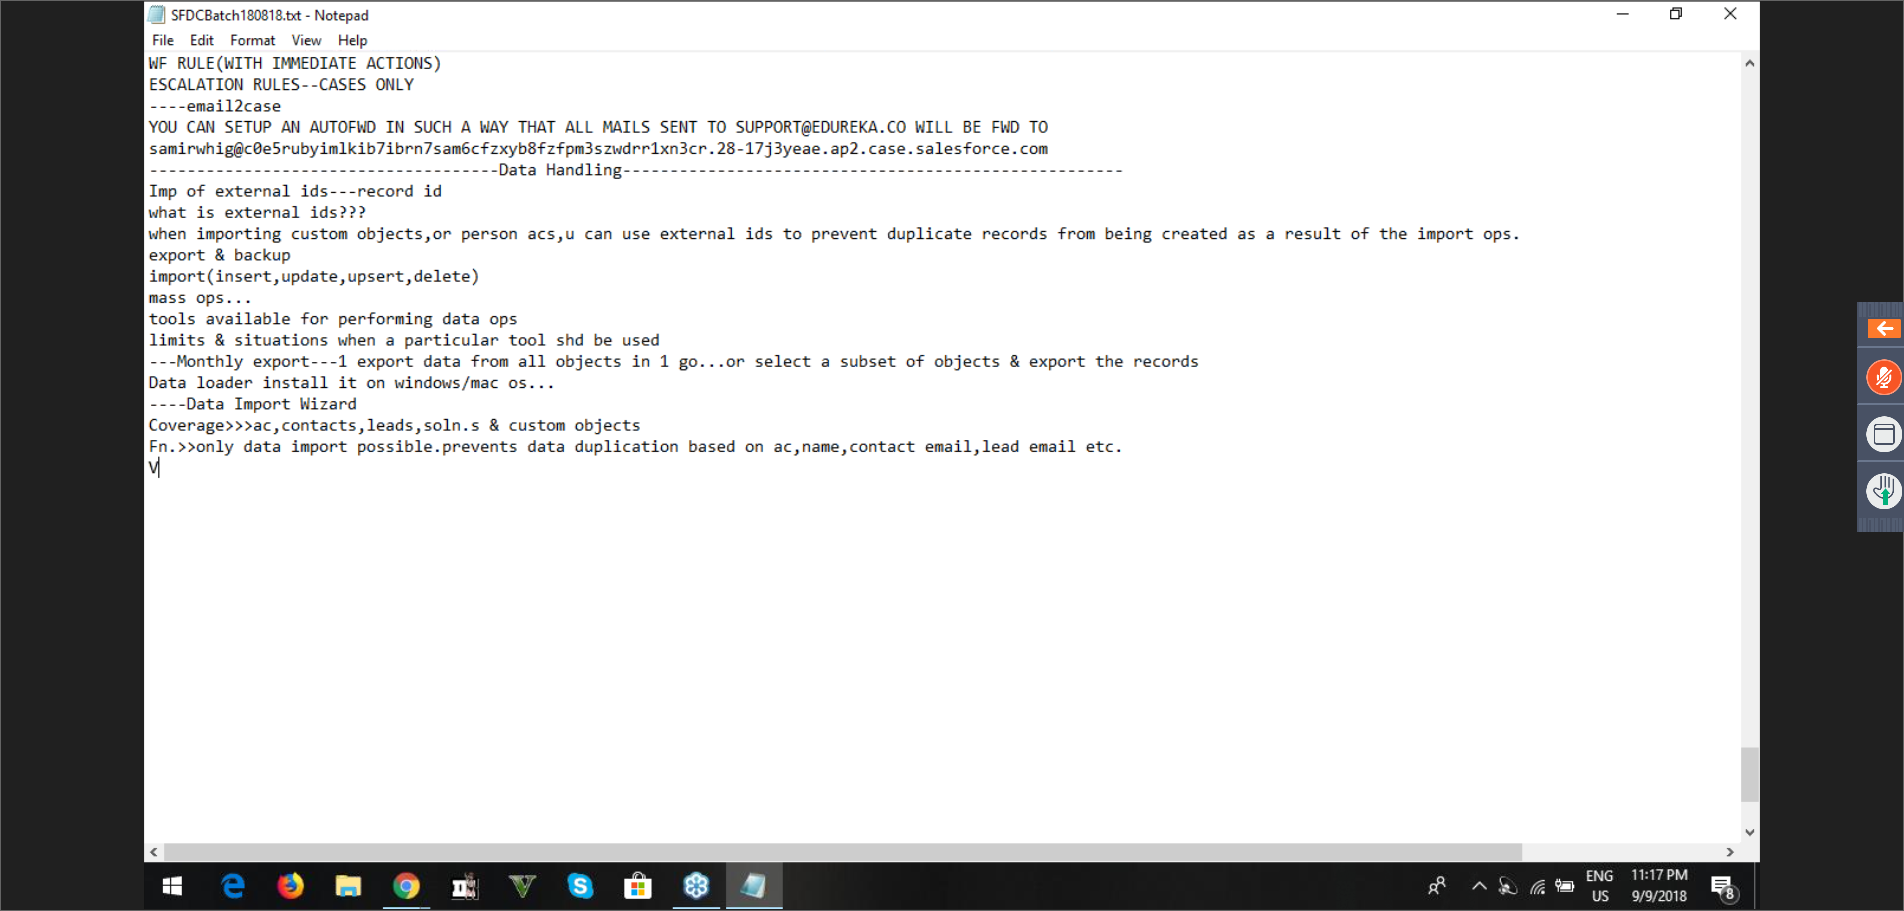 SFDCBatch180818.txt - Notepad
File Edit Format View Help
WF RULE(WITH IMMEDIATE ACTIONS)
ESCALATION RULES--CASES ONLY
----email2case
YOU CAN SETUP AN AUTOFWD IN SUCH A WAY THAT ALL MAILS SENT TO SUPPORT@EDUREKA.CO WILL BE FWD TO
samirwhig@c0e5rubyimlkib7ibrn7sam6cfzxyb8fzfpm3szwdrr1xn3cr.28-17j3yeae.ap2.case.salesforce.com
-------------------------------------Data Handling-----------------------------------------------------
Imp of external ids---record id
what is external ids???
when importing custom objects,or person acs,u can use external ids to prevent duplicate records from being created as a result of the import ops.
export & backup
import(insert,update,upsert,delete)
mass ops...
tools available for performing data ops
limits & situations when a particular tool shd be used
---Monthly export---1 export data from all objects in 1 go...or select a subset of objects & export the records
Data loader install it on windows/mac os...
----Data Import Wizard
Coverage>>>ac,contacts,leads,soln.s & custom objects
Fn.>>only data import possible.prevents data duplication based on ac,name,contact email,lead email etc.
V
ENG 11:17 PM
US 9/9/2018 8